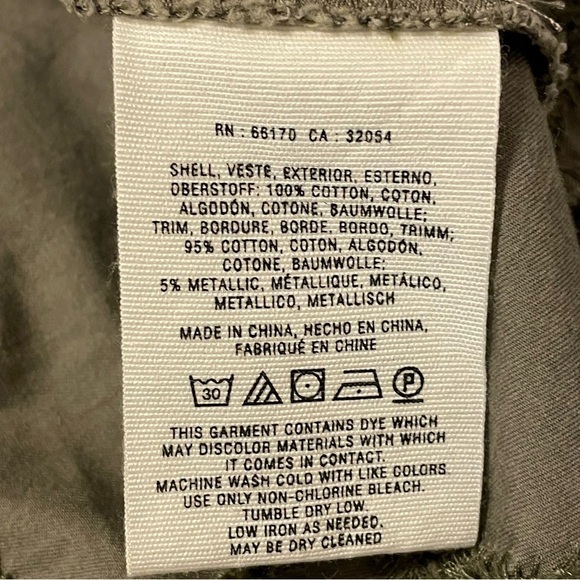 RN : 66170 CA : 32054
SHELL, VESTE, EXTERIOR, ESTERNO,
OBERSTOFF: 100% COTTON, COTON,
ALGODÓN, COTONE, BAUMWOLLE;
TRIM, BORDURE, BORDE, BORDO, TRIMM;
95% COTTON, COTON, ALGODÓN,
COTONE, BAUMWOLLE;
5% METALLIC, MÉTALLIQUE, METÁLICO,
METALLICO, METALLISCH
MADE IN CHINA, HECHO EN CHINA,
FABRIQUÉ EN CHINE
30 P
THIS GARMENT CONTAINS DYE WHICH
MAY DISCOLOR MATERIALS WITH WHICH
IT COMES IN CONTACT.
MACHINE WASH COLD WITH LIKE COLORS.
USE ONLY NON-CHLORINE BLEACH.
TUMBLE DRY LOW.
LOW IRON AS NEEDED.
MAY BE DRY CLEANED